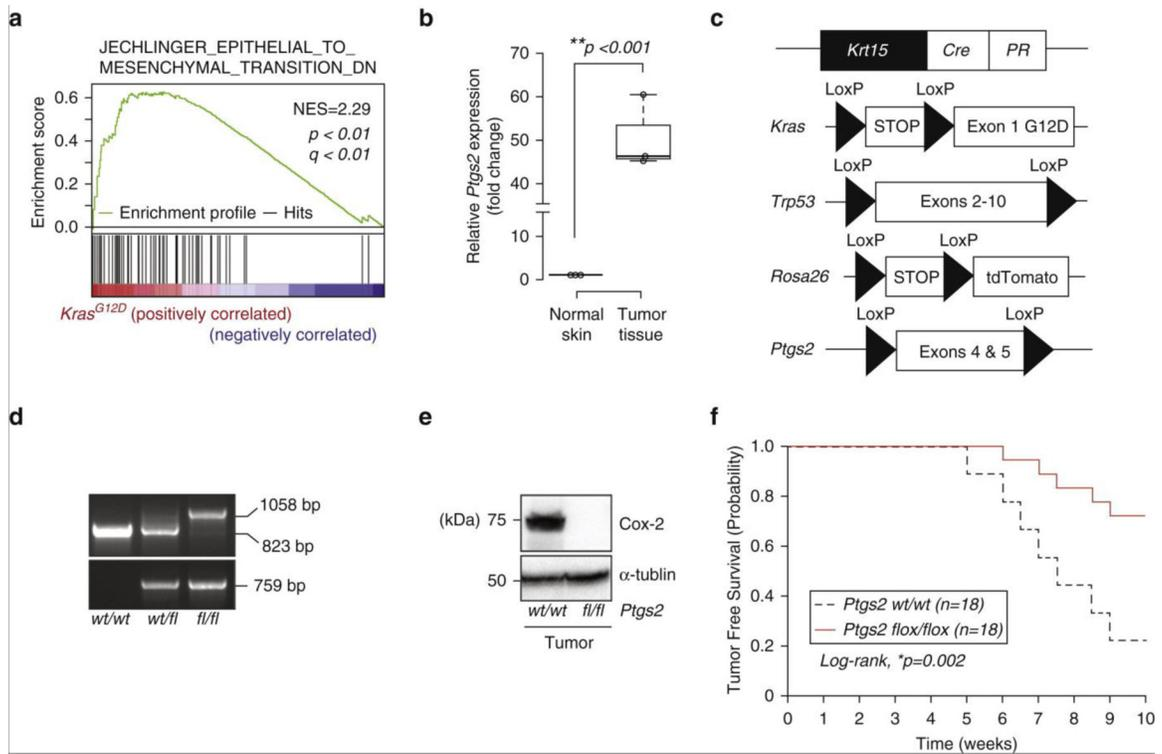 a
JECHLINGER_EPITHELIAL_TO_
MESENCHYMAL_TRANSITION_DN
Enrichment score
0.6
0.4
0.2
0.0
NES=2.29
p < 0.01
q < 0.01
Enrichment profile — Hits
KrasG12D (positively correlated)
(negatively correlated)
b
Relative Ptgs2 expression
(fold change)
70
60
50
40
10
0
**p <0.001
Normal
skin
Tumor
tissue
c
Krt15 Cre PR
LoxP LoxP
Kras STOP Exon 1 G12D
LoxP LoxP
Trp53 Exons 2-10
LoxP LoxP
Rosa26 STOP tdTomato
LoxP LoxP
Ptgs2 Exons 4 & 5
d
1058 bp
823 bp
759 bp
wt/wt wt/fl fl/fl
e
(kDa) 75 Cox-2
50 α-tublin
wt/wt fl/fl Ptgs2
Tumor
f
Tumor Free Survival (Probability)
1.0
0.8
0.6
0.4
0.2
0
Ptgs2 wt/wt (n=18)
Ptgs2 flox/flox (n=18)
Log-rank, *p=0.002
0 1 2 3 4 5 6 7 8 9 10
Time (weeks)